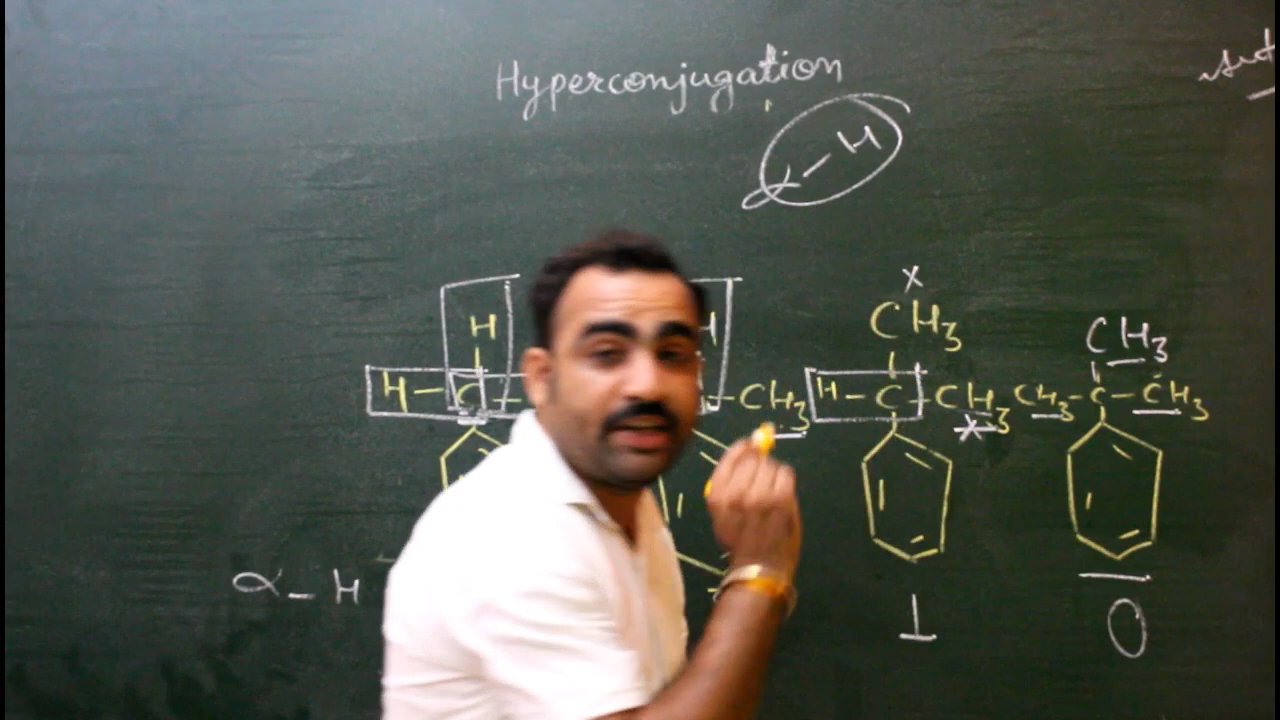 Hyperconjugation
α-H
x
CH3 CH3
H H
H-C- -CH3 H-C-CH3 CH3-C-CH3
x
α-H 1 0